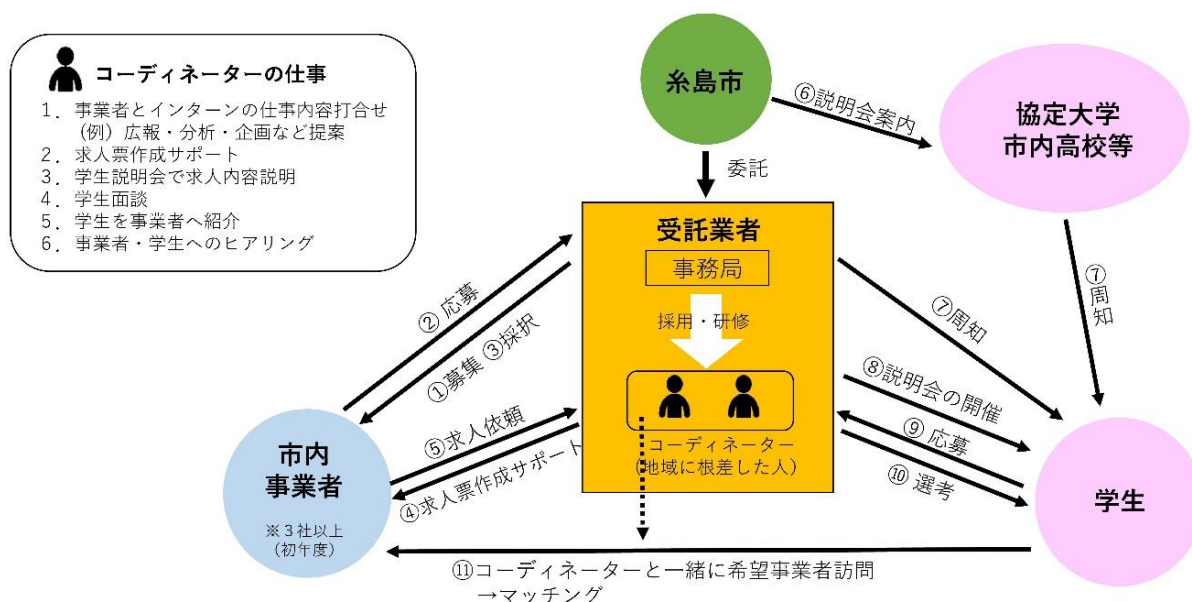 コーディネーターの仕事
1．事業者とインターンの仕事内容打合せ
(例）広報・分析・企画など提案
2．求人票作成サポート
3．学生説明会で求人内容説明
4．学生面談
5．学生を事業者へ紹介
6．事業者・学生へのヒアリング
糸島市
⑥説明会案内
協定大学
市内高校等
委託
受託業者
事務局
採用・研修
コーディネーター
（地域に根差した人）
② 応募
①募集 ③採択
⑤求人依頼
④求人票作成サポート
市内
事業者
※３社以上
（初年度）
⑦周知
⑦周知
⑧説明会の開催
⑨ 応募
⑩ 選考
学生
⑪コーディネーターと一緒に希望事業者訪問
→マッチング